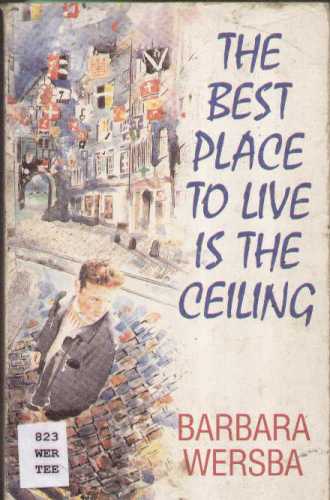 THE
BEST
PLACE
TO LIVE
IS THE
CEILING
BARBARA
WERSBA
823
WER
TEE